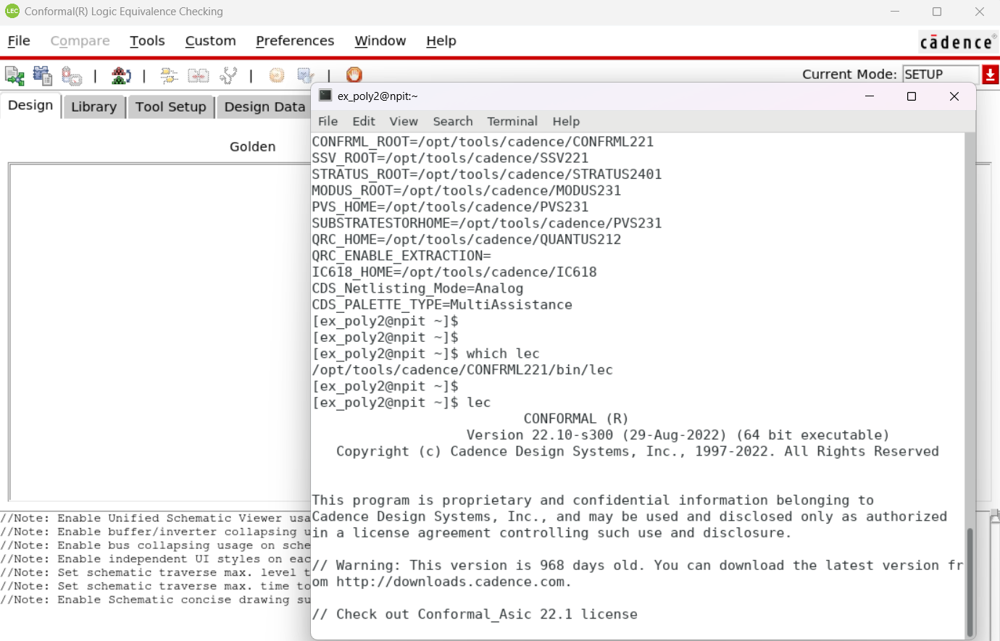 LEC Conformal(R) Logic Equivalence Checking
File Compare Tools Custom Preferences Window Help
cādence®
Current Mode: SETUP
Design Library Tool Setup Design Data
Golden
//Note: Enable Unified Schematic Viewer usa
//Note: Enable buffer/inverter collapsing u
//Note: Enable bus collapsing usage on sche
//Note: Enable independent UI styles on eac
//Note: Set schematic traverse max. level t
//Note: Set schematic traverse max. time to
//Note: Enable Schematic concise drawing su
ex_poly2@npit:~
File Edit View Search Terminal Help
CONFRML_ROOT=/opt/tools/cadence/CONFRML221
SSV_ROOT=/opt/tools/cadence/SSV221
STRATUS_ROOT=/opt/tools/cadence/STRATUS2401
MODUS_ROOT=/opt/tools/cadence/MODUS231
PVS_HOME=/opt/tools/cadence/PVS231
SUBSTRATESTORHOME=/opt/tools/cadence/PVS231
QRC_HOME=/opt/tools/cadence/QUANTUS212
QRC_ENABLE_EXTRACTION=
IC618_HOME=/opt/tools/cadence/IC618
CDS_Netlisting_Mode=Analog
CDS_PALETTE_TYPE=MultiAssistance
[ex_poly2@npit ~]$
[ex_poly2@npit ~]$
[ex_poly2@npit ~]$ which lec
/opt/tools/cadence/CONFRML221/bin/lec
[ex_poly2@npit ~]$
[ex_poly2@npit ~]$ lec
CONFORMAL (R)
Version 22.10-s300 (29-Aug-2022) (64 bit executable)
Copyright (c) Cadence Design Systems, Inc., 1997-2022. All Rights Reserved
This program is proprietary and confidential information belonging to
Cadence Design Systems, Inc., and may be used and disclosed only as authorized
in a license agreement controlling such use and disclosure.
// Warning: This version is 968 days old. You can download the latest version fr
om http://downloads.cadence.com.
// Check out Conformal_Asic 22.1 license